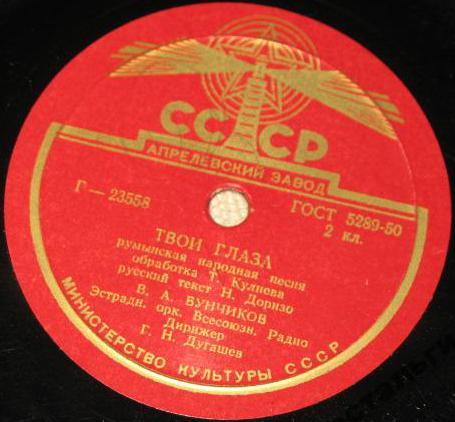 СССР
АПРЕЛЕВСКИЙ ЗАВОД
Г — 23558
ГОСТ 5289-50
2 кл.
ТВОИ ГЛАЗА
румынская народная песня
обработка Т. Кулиева
русский текст Н. Доризо
В. А. ВУНЧИКОВ
Эстрадн. орк. Всесоюзн. Радио
Дирижер
Г. Н. Дугашев
МИНИСТЕРСТВО КУЛЬТУРЫ СССР